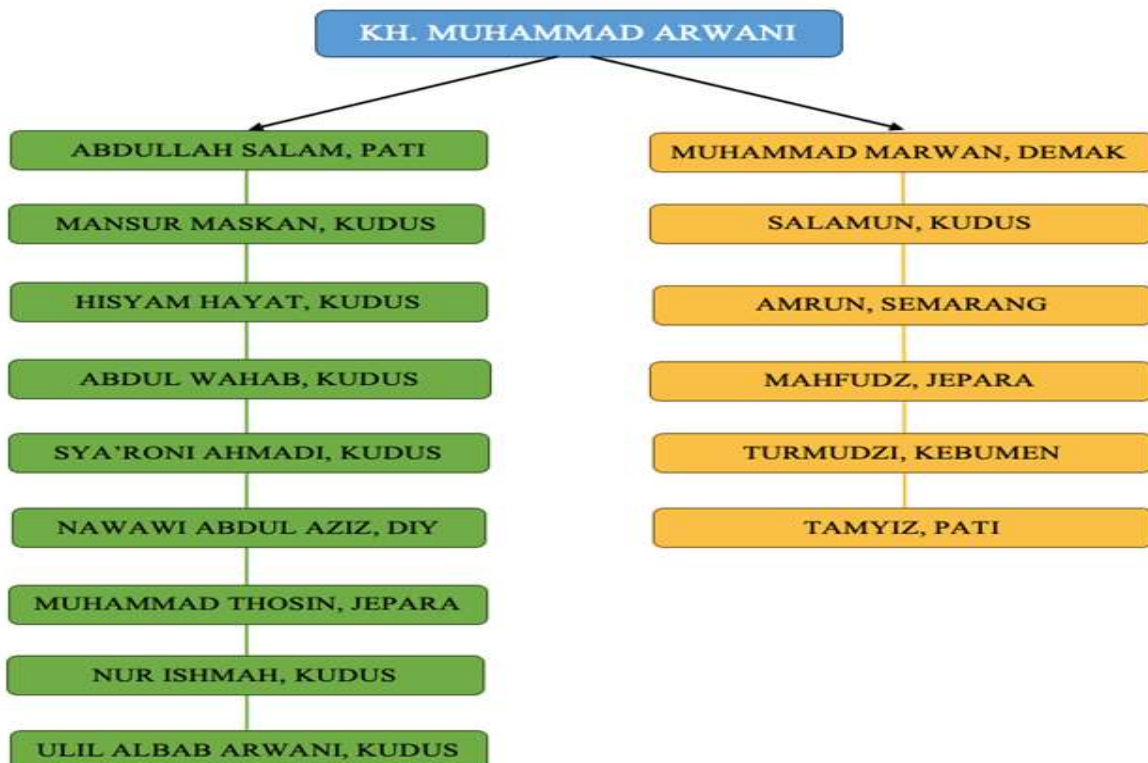 KH. MUHAMMAD ARWANI
ABDULLAH SALAM, PATI
MANSUR MASKAN, KUDUS
HISYAM HAYAT, KUDUS
ABDUL WAHAB, KUDUS
SYA'RONI AHMADI, KUDUS
NAWAWI ABDUL AZIZ, DIY
MUHAMMAD THOSIN, JEPARA
NUR ISHMAH, KUDUS
ULIL ALBAB ARWANI, KUDUS
MUHAMMAD MARWAN, DEMAK
SALAMUN, KUDUS
AMRUN, SEMARANG
MAHFUDZ, JEPARA
TURMUDZI, KEBUMEN
TAMYIZ, PATI